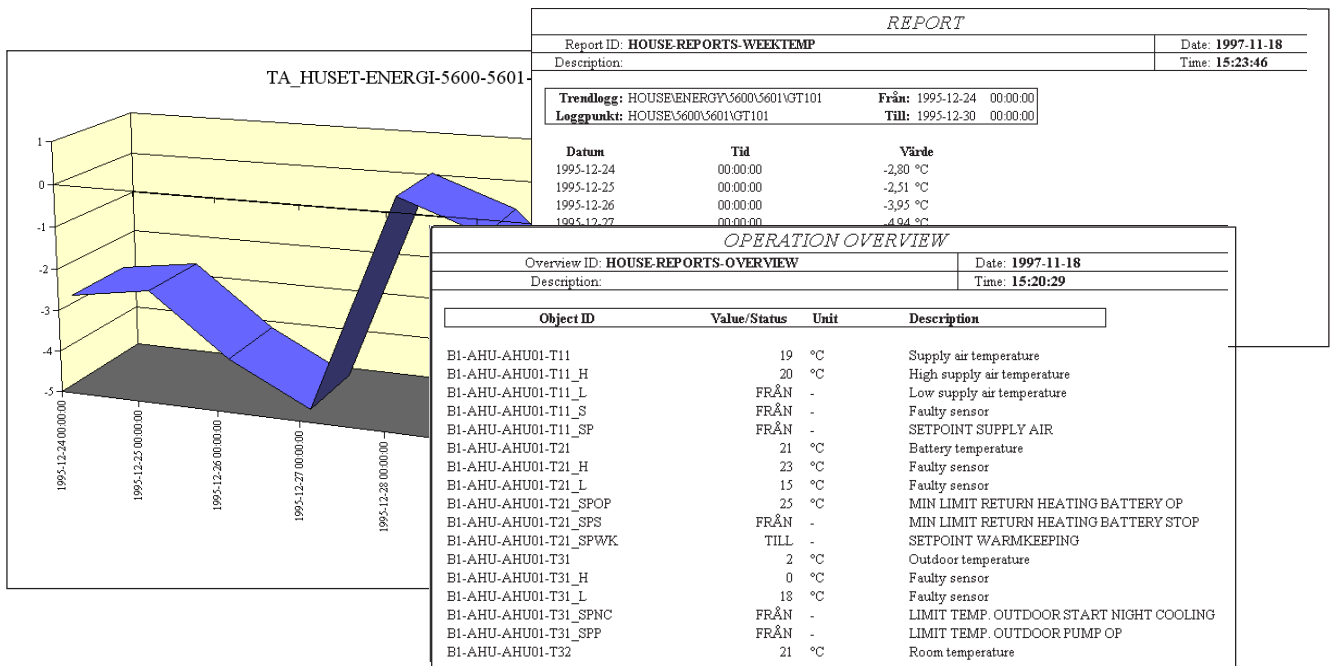 TA_HUSET-ENERGI-5600-5601-
1
0
-1
-2
-3
-4
-5
1995-12-24 00:00:00
1995-12-25 00:00:00
1995-12-26 00:00:00
1995-12-27 00:00:00
1995-12-28 00:00:00
REPORT
Report ID: HOUSE-REPORTS-WEEKTEMP Date: 1997-11-18
Description: Time: 15:23:46
Trendlogg: HOUSE\ENERGY\5600\5601\GT101 Från: 1995-12-24 00:00:00
Loggpunkt: HOUSE\5600\5601\GT101 Till: 1995-12-30 00:00:00
Datum Tid Värde
1995-12-24 00:00:00 -2,80 °C
1995-12-25 00:00:00 -2,51 °C
1995-12-26 00:00:00 -3,95 °C
1995-12-27 00:00:00 -4,94 °C
OPERATION OVERVIEW
Overview ID: HOUSE-REPORTS-OVERVIEW Date: 1997-11-18
Description: Time: 15:20:29
Object ID Value/Status Unit Description
B1-AHU-AHU01-T11 19 °C Supply air temperature
B1-AHU-AHU01-T11_H 20 °C High supply air temperature
B1-AHU-AHU01-T11_L FRÅN - Low supply air temperature
B1-AHU-AHU01-T11_S FRÅN - Faulty sensor
B1-AHU-AHU01-T11_SP FRÅN - SETPOINT SUPPLY AIR
B1-AHU-AHU01-T21 21 °C Battery temperature
B1-AHU-AHU01-T21_H 23 °C Faulty sensor
B1-AHU-AHU01-T21_L 15 °C Faulty sensor
B1-AHU-AHU01-T21_SPOP 25 °C MIN LIMIT RETURN HEATING BATTERY OP
B1-AHU-AHU01-T21_SPS FRÅN - MIN LIMIT RETURN HEATING BATTERY STOP
B1-AHU-AHU01-T21_SPWK TILL - SETPOINT WARMKEEPING
B1-AHU-AHU01-T31 2 °C Outdoor temperature
B1-AHU-AHU01-T31_H 0 °C Faulty sensor
B1-AHU-AHU01-T31_L 18 °C Faulty sensor
B1-AHU-AHU01-T31_SPNC FRÅN - LIMIT TEMP. OUTDOOR START NIGHT COOLING
B1-AHU-AHU01-T31_SPP FRÅN - LIMIT TEMP. OUTDOOR PUMP OP
B1-AHU-AHU01-T32 21 °C Room temperature